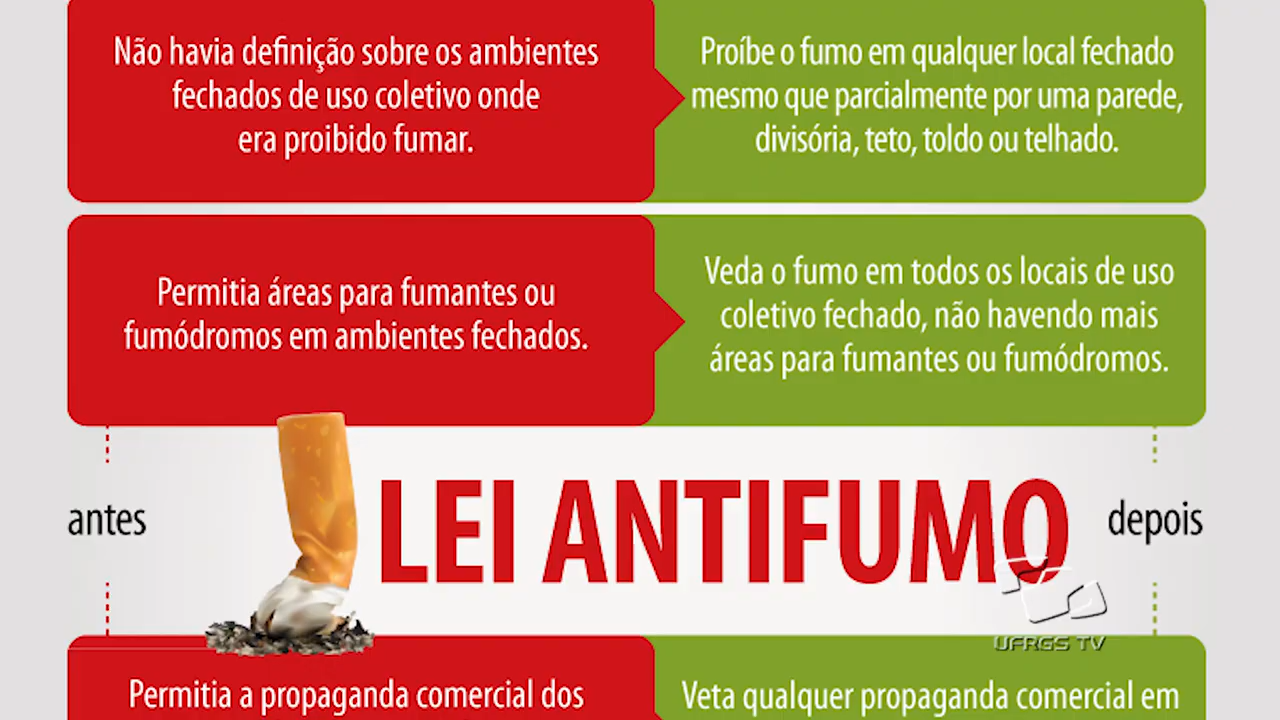 Não havia definição sobre os ambientes
fechados de uso coletivo onde
era proibido fumar.
Proíbe o fumo em qualquer local fechado
mesmo que parcialmente por uma parede,
divisória, teto, toldo ou telhado.
Permitia áreas para fumantes ou
fumódromos em ambientes fechados.
Veda o fumo em todos os locais de uso
coletivo fechado, não havendo mais
áreas para fumantes ou fumódromos.
antes
LEI ANTIFUMO
depois
UFRGS TV
Permitia a propaganda comercial dos
Veta qualquer propaganda comercial em